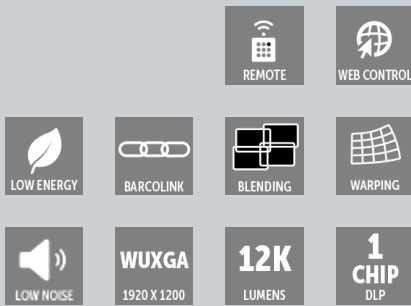 REMOTE
WEB CONTROL
LOW ENERGY
BARCOLINK
BLENDING
WARPING
LOW NOISE
WUXGA
1920 X 1200
12K
LUMENS
1
CHIP
DLP